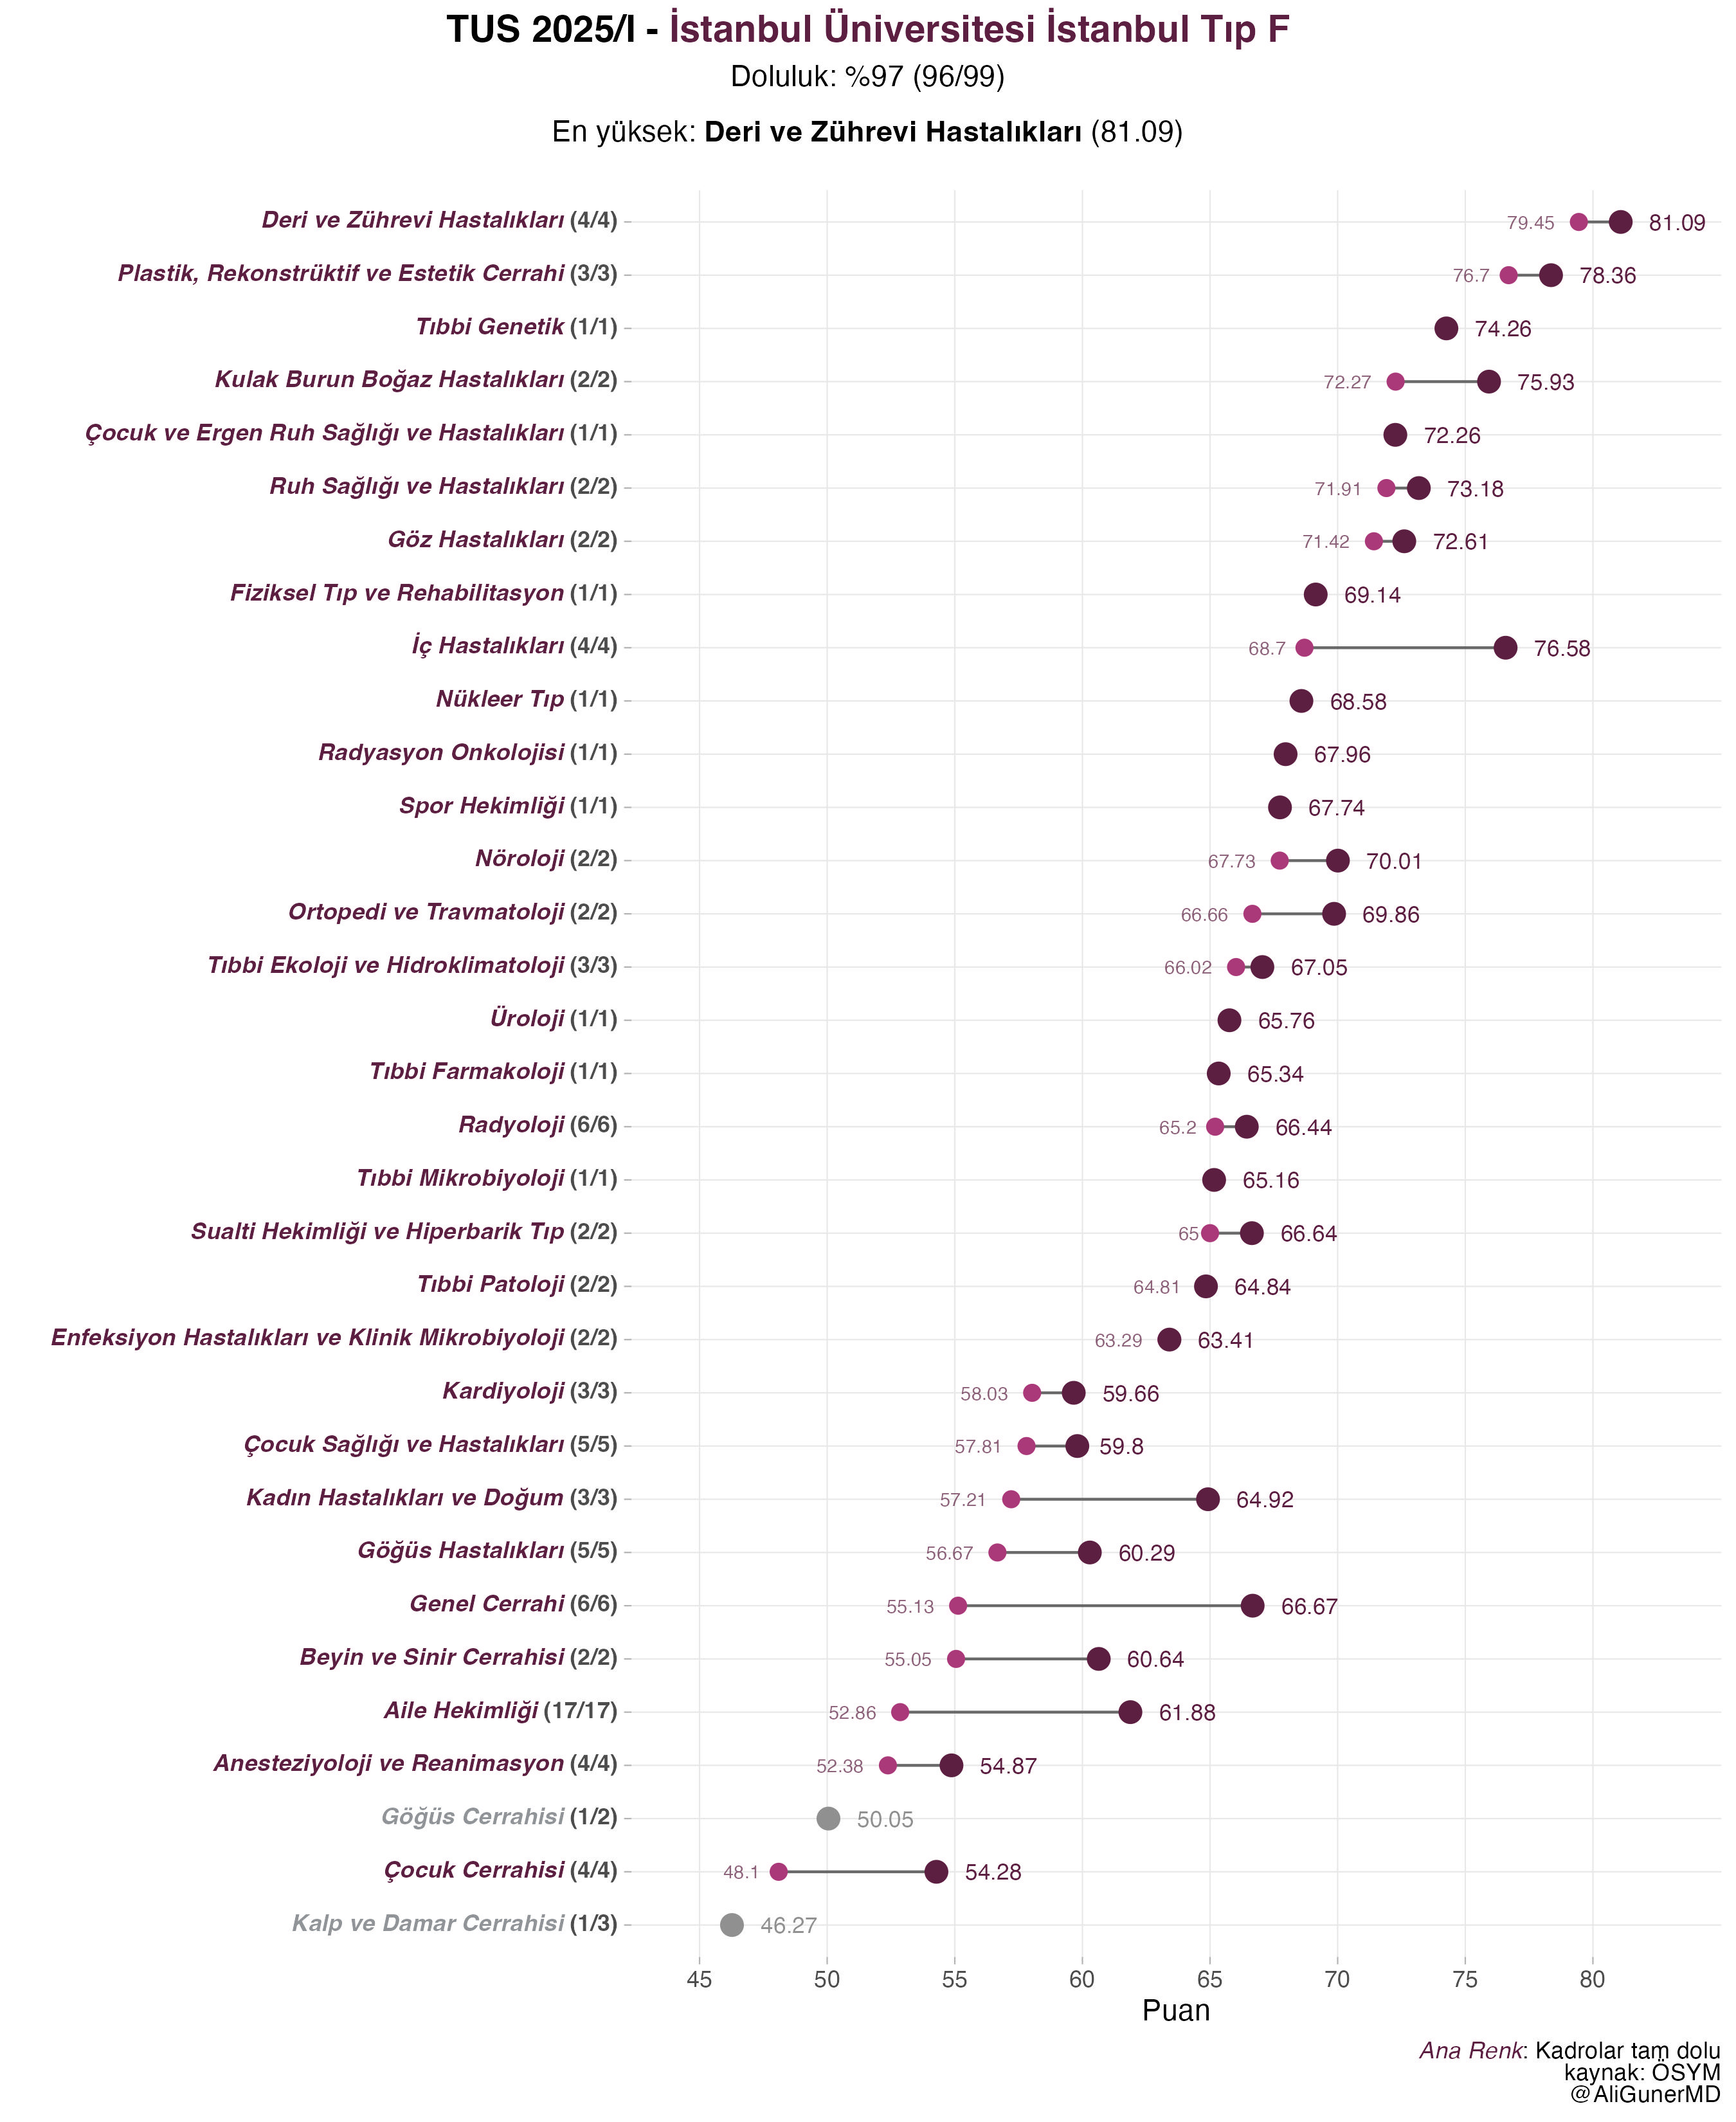 TUS 2025/I - İstanbul Üniversitesi İstanbul Tıp F
Doluluk: %97 (96/99)
En yüksek: Deri ve Zührevi Hastalıkları (81.09)
Deri ve Zührevi Hastalıkları (4/4) 79.45 81.09
Plastik, Rekonstrüktif ve Estetik Cerrahi (3/3) 76.7 78.36
Tıbbi Genetik (1/1) 74.26
Kulak Burun Boğaz Hastalıkları (2/2) 72.27 75.93
Çocuk ve Ergen Ruh Sağlığı ve Hastalıkları (1/1) 72.26
Ruh Sağlığı ve Hastalıkları (2/2) 71.91 73.18
Göz Hastalıkları (2/2) 71.42 72.61
Fiziksel Tıp ve Rehabilitasyon (1/1) 69.14
İç Hastalıkları (4/4) 68.7 76.58
Nükleer Tıp (1/1) 68.58
Radyasyon Onkolojisi (1/1) 67.96
Spor Hekimliği (1/1) 67.74
Nöroloji (2/2) 67.73 70.01
Ortopedi ve Travmatoloji (2/2) 66.66 69.86
Tıbbi Ekoloji ve Hidroklimatoloji (3/3) 66.02 67.05
Üroloji (1/1) 65.76
Tıbbi Farmakoloji (1/1) 65.34
Radyoloji (6/6) 65.2 66.44
Tıbbi Mikrobiyoloji (1/1) 65.16
Sualti Hekimliği ve Hiperbarik Tıp (2/2) 65 66.64
Tıbbi Patoloji (2/2) 64.81 64.84
Enfeksiyon Hastalıkları ve Klinik Mikrobiyoloji (2/2) 63.29 63.41
Kardiyoloji (3/3) 58.03 59.66
Çocuk Sağlığı ve Hastalıkları (5/5) 57.81 59.8
Kadın Hastalıkları ve Doğum (3/3) 57.21 64.92
Göğüs Hastalıkları (5/5) 56.67 60.29
Genel Cerrahi (6/6) 55.13 66.67
Beyin ve Sinir Cerrahisi (2/2) 55.05 60.64
Aile Hekimliği (17/17) 52.86 61.88
Anesteziyoloji ve Reanimasyon (4/4) 52.38 54.87
Göğüs Cerrahisi (1/2) 50.05
Çocuk Cerrahisi (4/4) 48.1 54.28
Kalp ve Damar Cerrahisi (1/3) 46.27
45 50 55 60 65 70 75 80
Puan
Ana Renk: Kadrolar tam dolu
kaynak: ÖSYM
@AliGunerMD